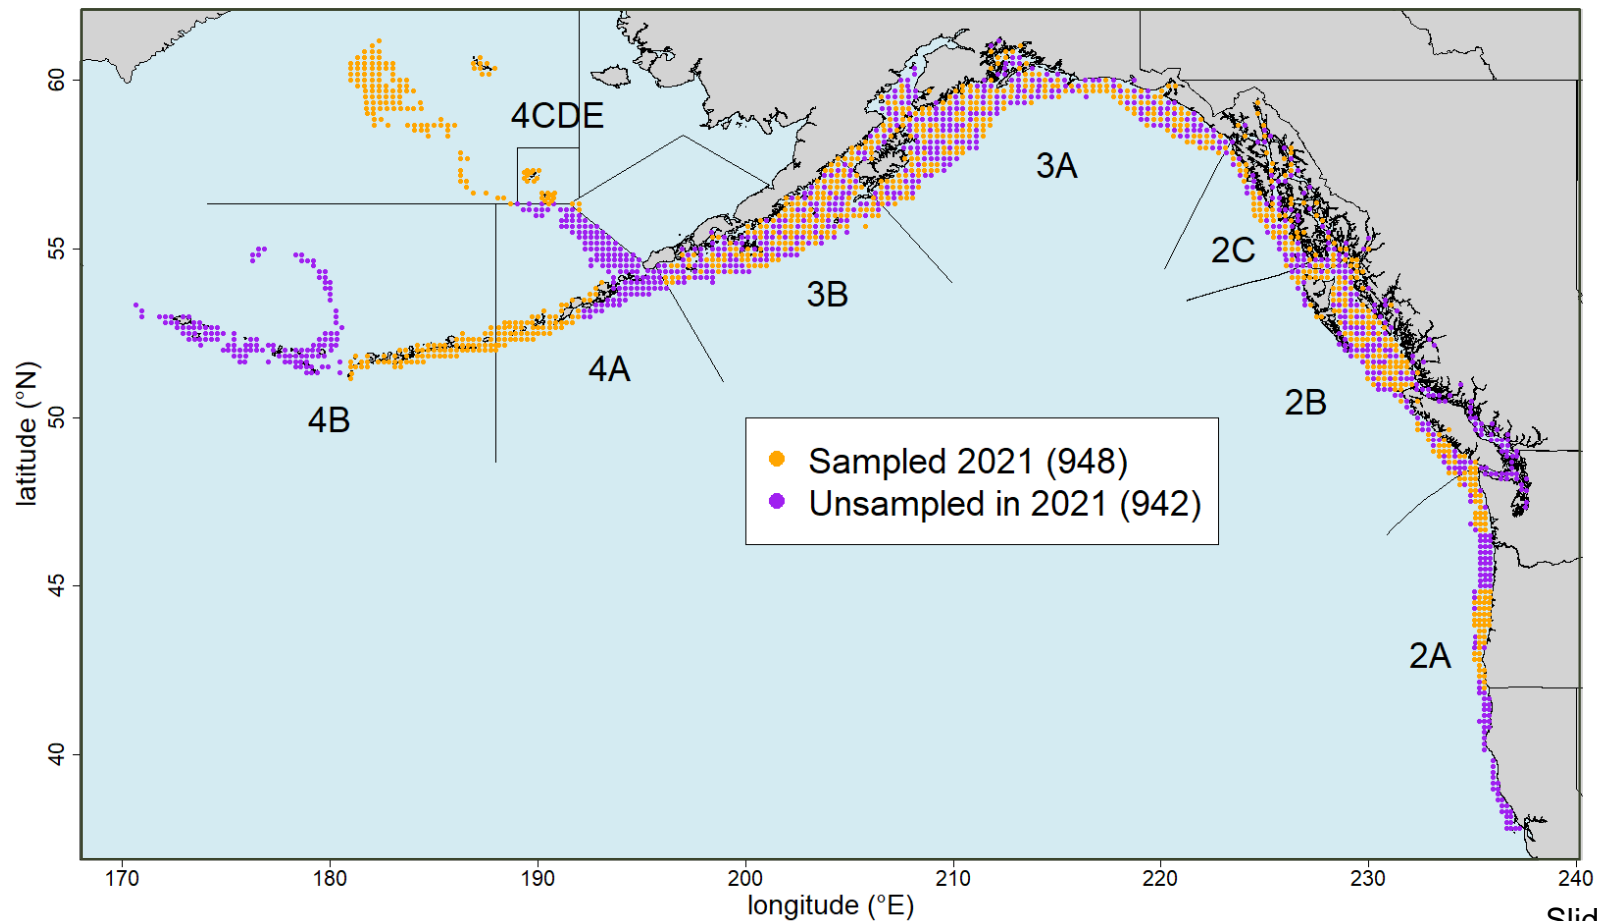 60
55
50
45
40
latitude (°N)
4CDE
3A
2C
3B
4A
2B
4B
2A
Sampled 2021 (948)
Unsampled in 2021 (942)
170
180
190
200
210
220
230
240
longitude (°E)
Slid